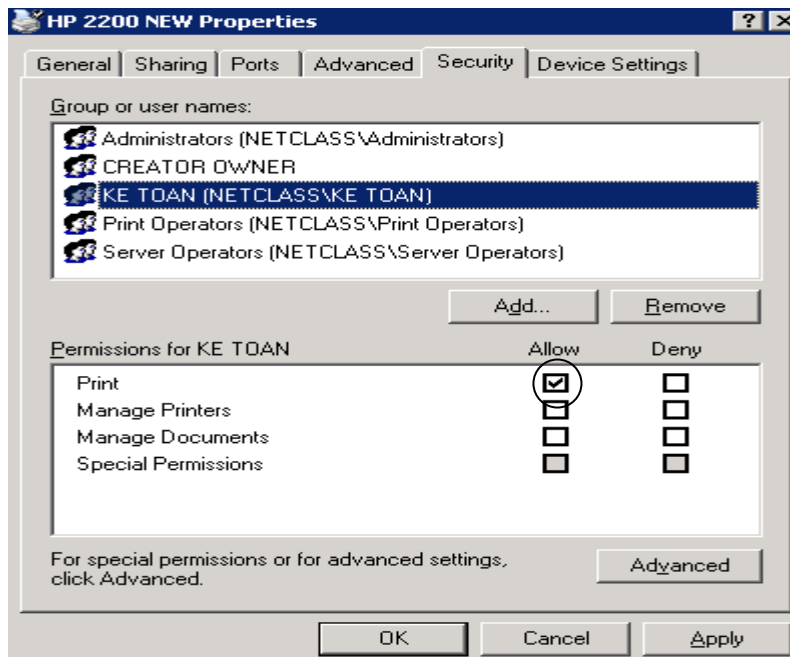 HP 2200 NEW Properties
General Sharing Ports Advanced Security Device Settings
Group or user names:
Administrators (NETCLASS\Administrators)
CREATOR OWNER
KE TOAN (NETCLASS\KE TOAN)
Print Operators (NETCLASS\Print Operators)
Server Operators (NETCLASS\Server Operators)
Add... Remove
Permissions for KE TOAN Allow Deny
Print
Manage Printers
Manage Documents
Special Permissions
For special permissions or for advanced settings,
click Advanced.
Advanced
OK Cancel Apply